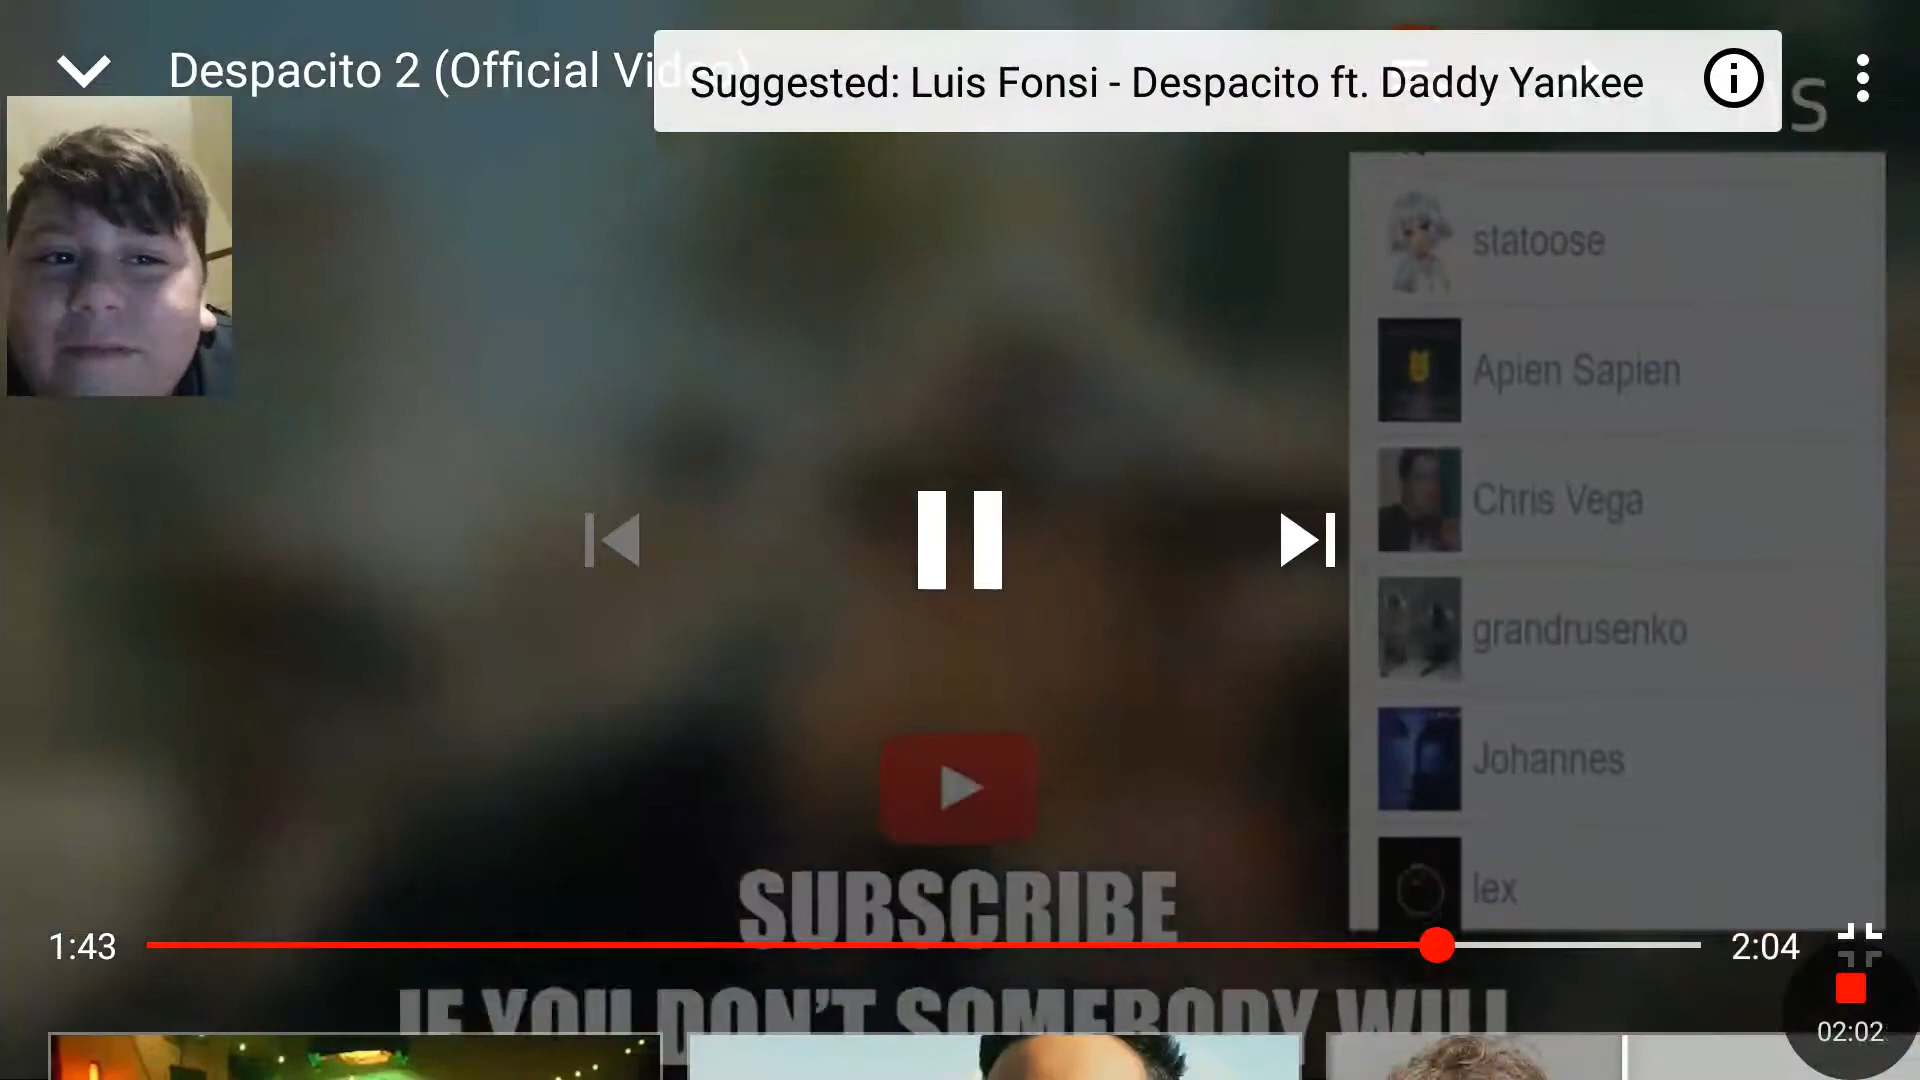 Despacito 2 (Official Vid
Suggested: Luis Fonsi - Despacito ft. Daddy Yankee
s
statoose
Apien Sapien
Chris Vega
grandrusenko
Johannes
lex
SUBSCRIBE
1:43
2:04
IF YOU DON'T SOMEBODY WILL
02:02